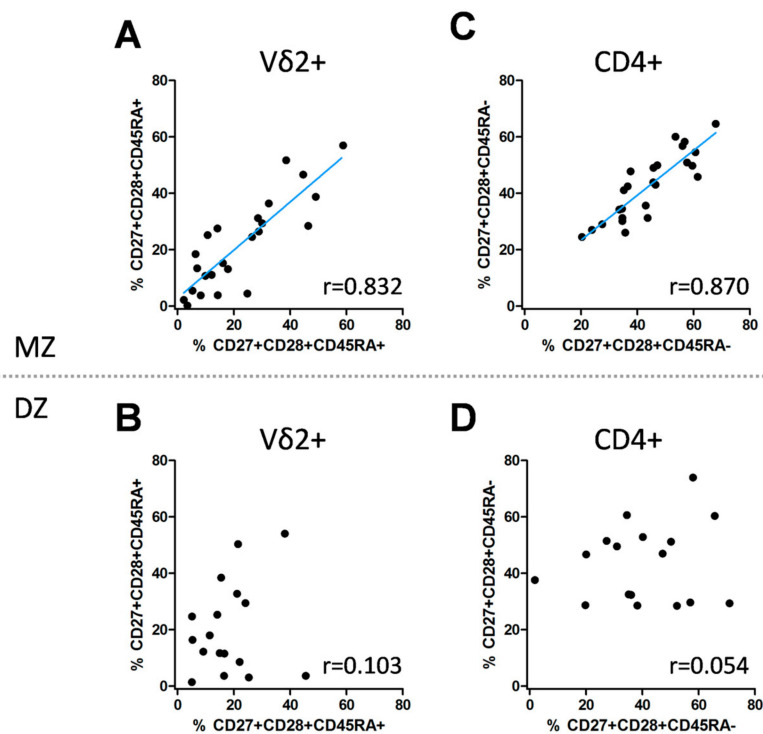 A
Vδ2+
% CD27+CD28+CD45RA+
80
60
40
20
0
0 20 40 60 80
% CD27+CD28+CD45RA+
r=0.832
C
CD4+
% CD27+CD28+CD45RA-
80
60
40
20
0
0 20 40 60 80
% CD27+CD28+CD45RA-
r=0.870
MZ
DZ
B
Vδ2+
% CD27+CD28+CD45RA+
80
60
40
20
0
0 20 40 60 80
% CD27+CD28+CD45RA+
r=0.103
D
CD4+
% CD27+CD28+CD45RA-
80
60
40
20
0
0 20 40 60 80
% CD27+CD28+CD45RA-
r=0.054